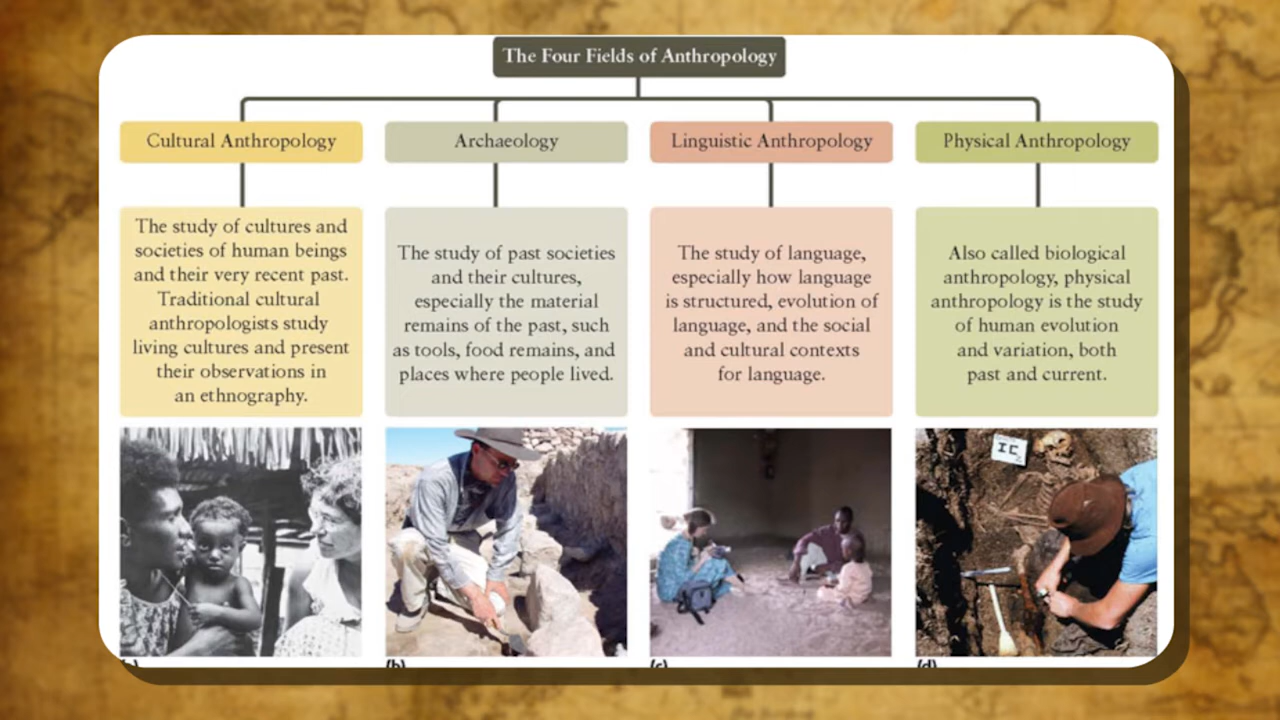 The Four Fields of Anthropology
Cultural Anthropology
The study of cultures and
societies of human beings
and their very recent past.
Traditional cultural
anthropologists study
living cultures and present
their observations in
an ethnography.
Archaeology
The study of past societies
and their cultures,
especially the material
remains of the past, such
as tools, food remains, and
places where people lived.
Linguistic Anthropology
The study of language,
especially how language
is structured, evolution of
language, and the social
and cultural contexts
for language.
Physical Anthropology
Also called biological
anthropology, physical
anthropology is the study
of human evolution
and variation, both
past and current.
IC
(b)
(c)
(d)